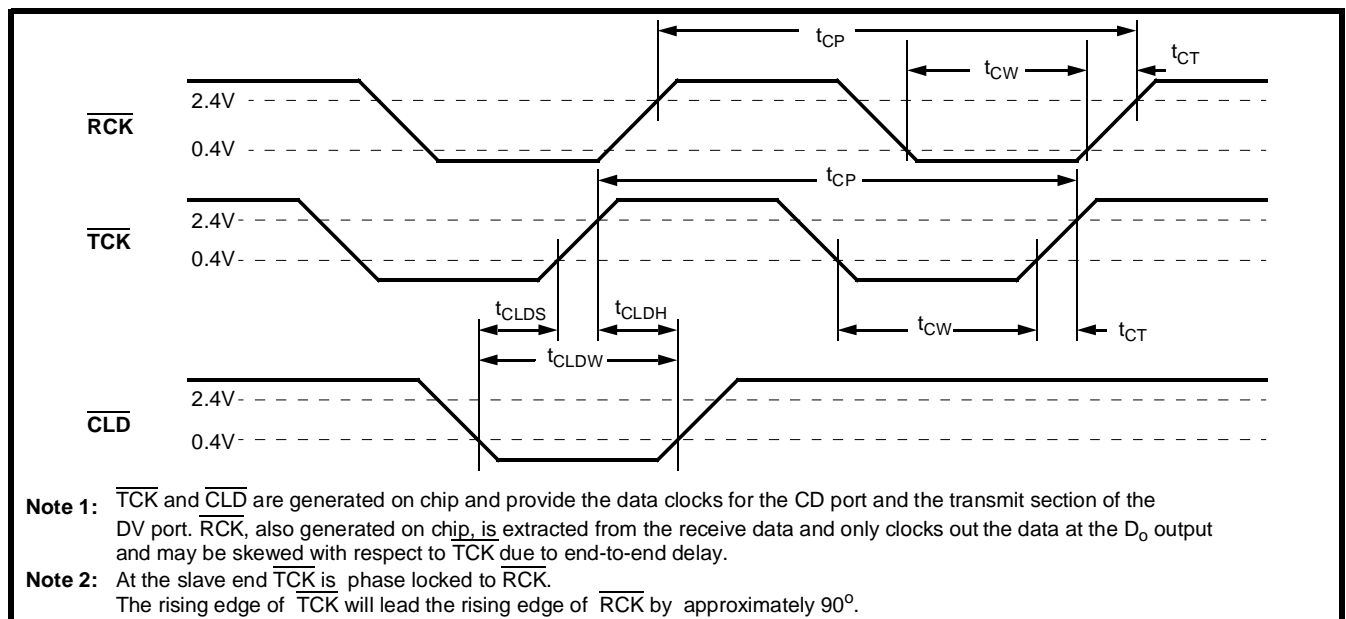 tCP
tCW
tCT
RCK
2.4V
0.4V
tCP
TCK
2.4V
0.4V
tCLDS
tCLDH
tCW
tCT
tCLDW
CLD
2.4V
0.4V
Note 1: TCK and CLD are generated on chip and provide the data clocks for the CD port and the transmit section of the
DV port. RCK, also generated on chip, is extracted from the receive data and only clocks out the data at the Do output
and may be skewed with respect to TCK due to end-to-end delay.
Note 2: At the slave end TCK is phase locked to RCK.
The rising edge of TCK will lead the rising edge of RCK by approximately 90o.